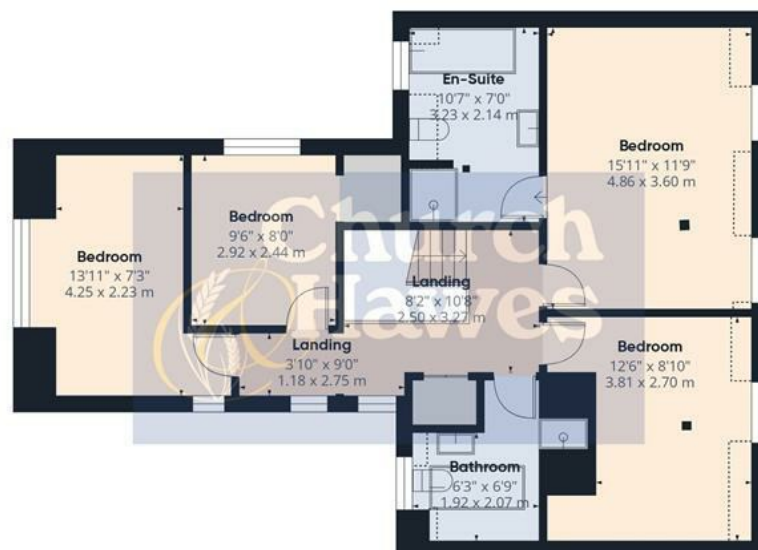 En-Suite
10'7" x 7'0"
3.23 x 2.14 m
Bedroom
15'11" x 11'9"
4.86 x 3.60 m
Bedroom
9'6" x 8'0"
2.92 x 2.44 m
Bedroom
13'11" x 7'3"
4.25 x 2.23 m
Church
Hawes
Landing
8'2" x 10'8"
2.50 x 3.27 m
Landing
3'10" x 9'0"
1.18 x 2.75 m
Bedroom
12'6" x 8'10"
3.81 x 2.70 m
Bathroom
6'3" x 6'9"
1.92 x 2.07 m